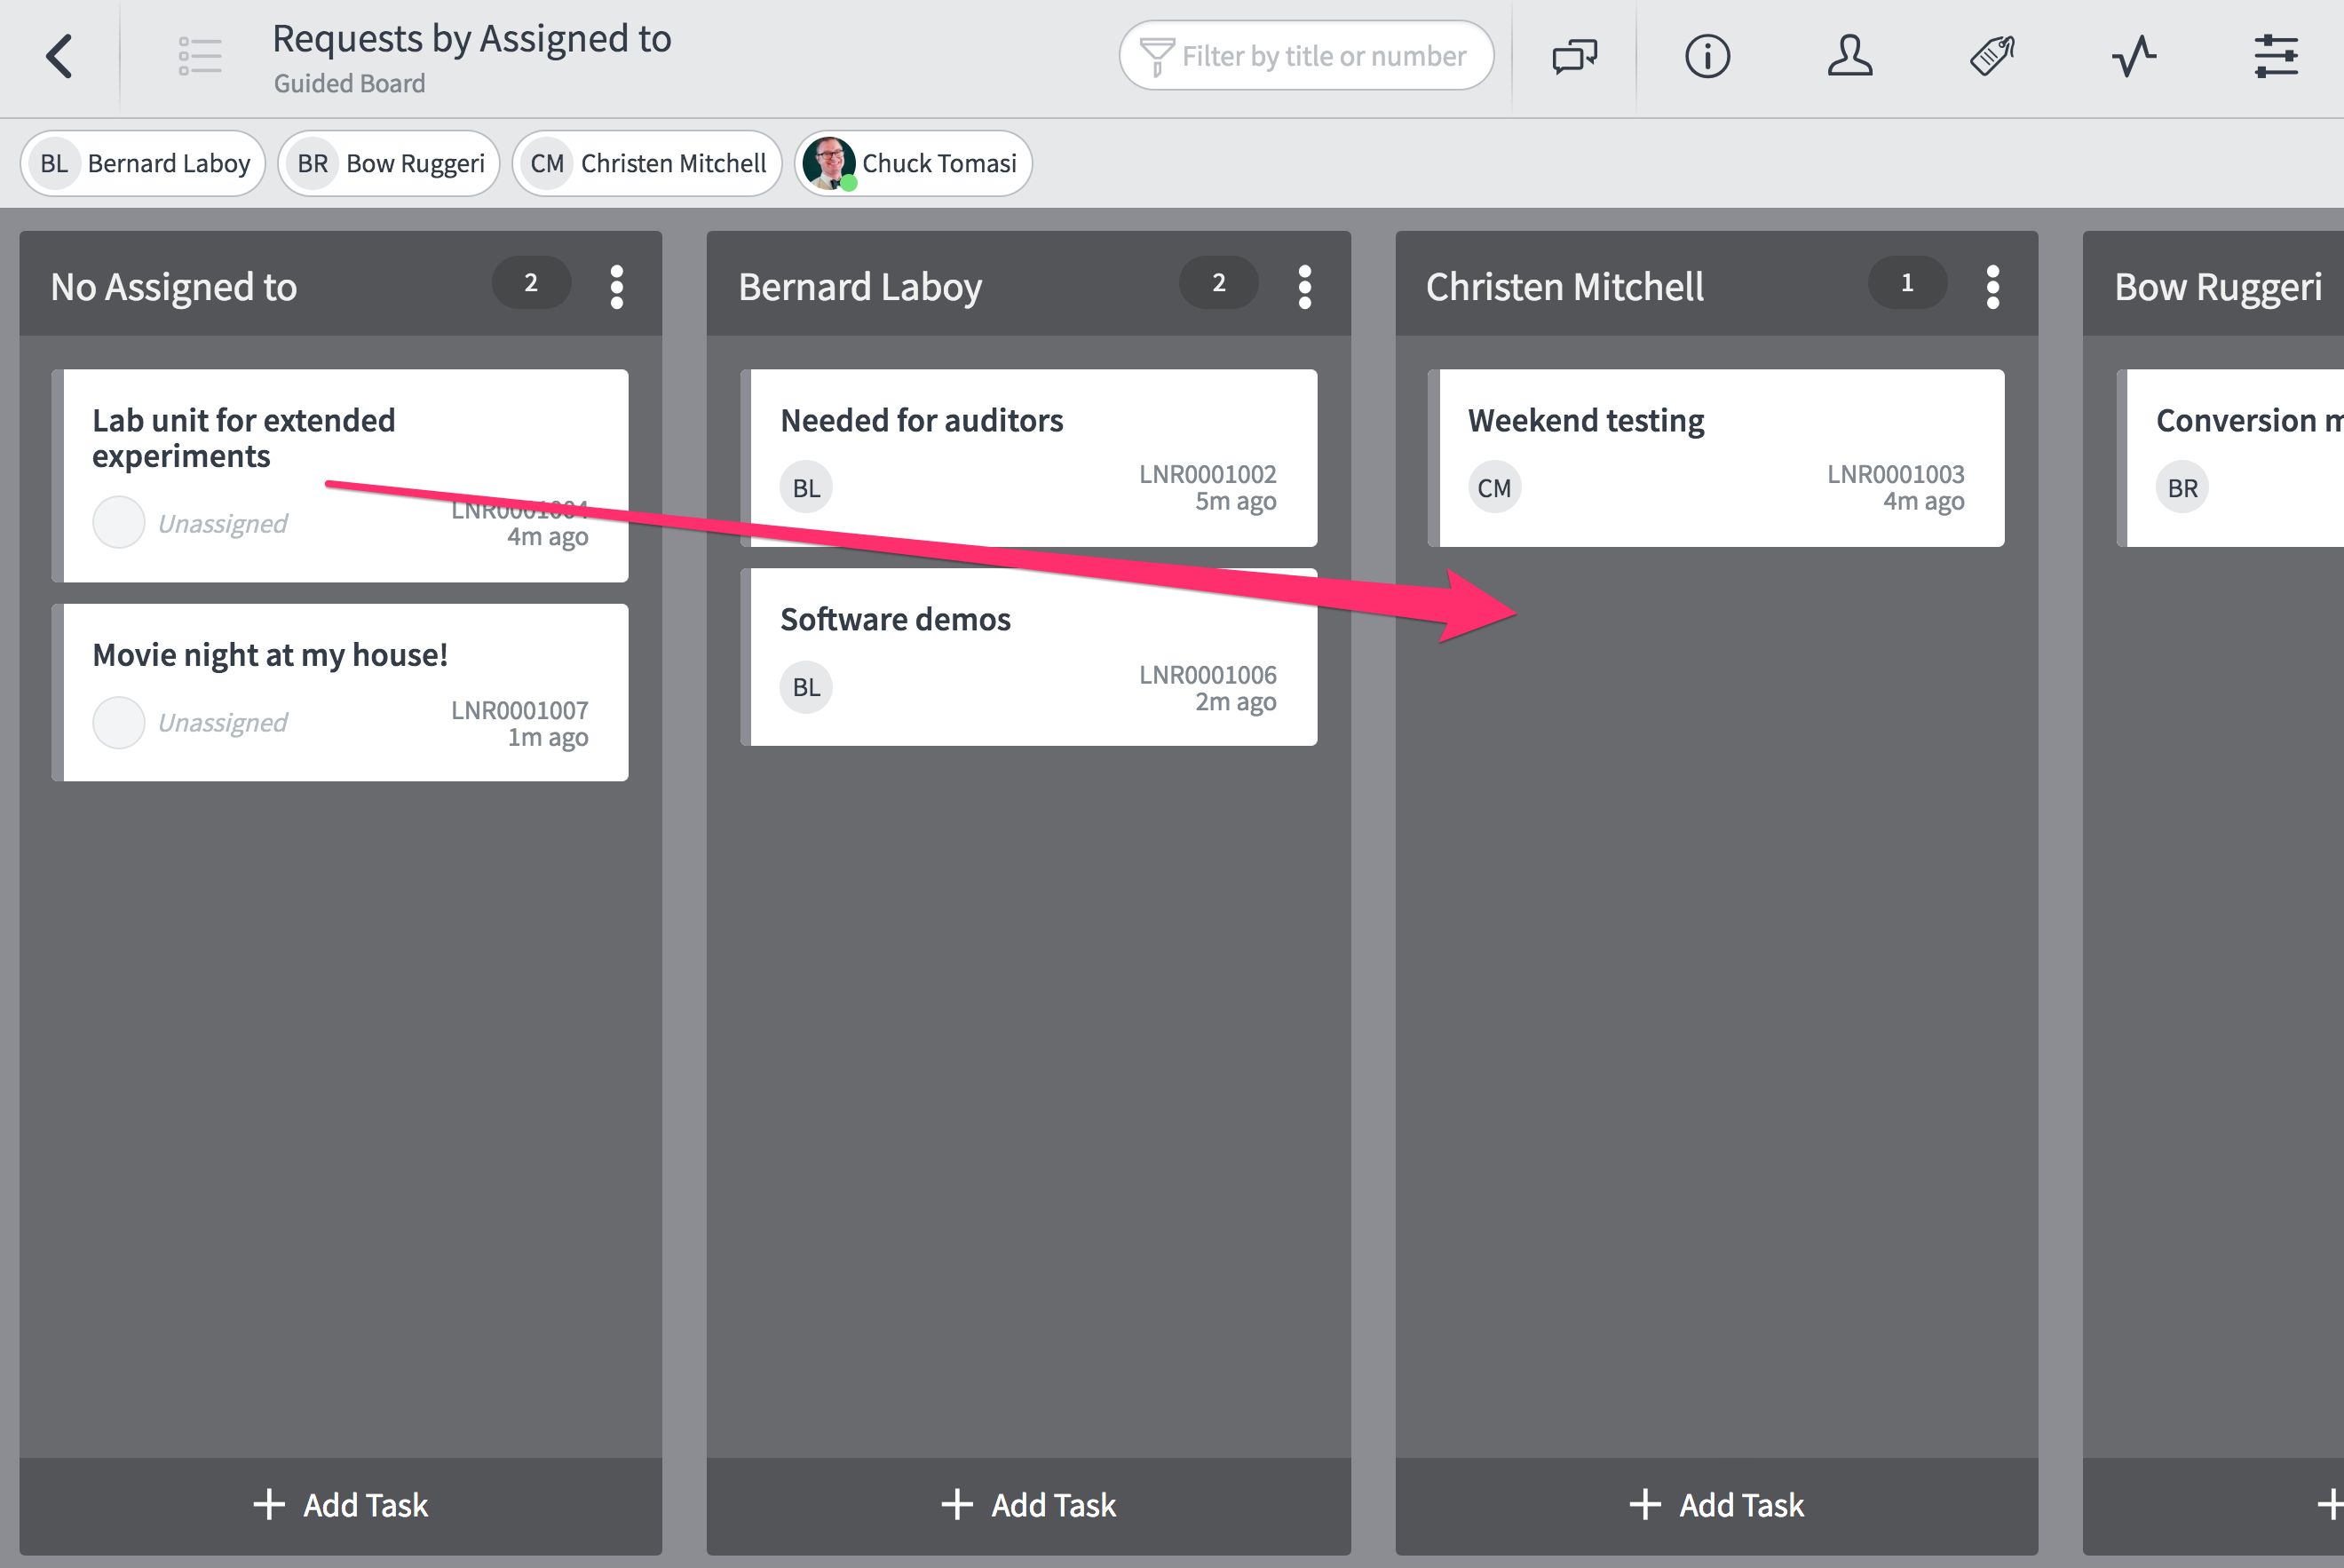 Requests by Assigned to
Guided Board
Filter by title or number
BL Bernard Laboy
BR Bow Ruggeri
CM Christen Mitchell
Chuck Tomasi
No Assigned to 2
Lab unit for extended
experiments
Unassigned
LNR0001004
4m ago
Movie night at my house!
Unassigned
LNR0001007
1m ago
Add Task
Bernard Laboy 2
Needed for auditors
BL
LNR0001002
5m ago
Software demos
BL
LNR0001006
2m ago
Add Task
Christen Mitchell 1
Weekend testing
CM
LNR0001003
4m ago
Add Task
Bow Ruggeri
Conversion
BR